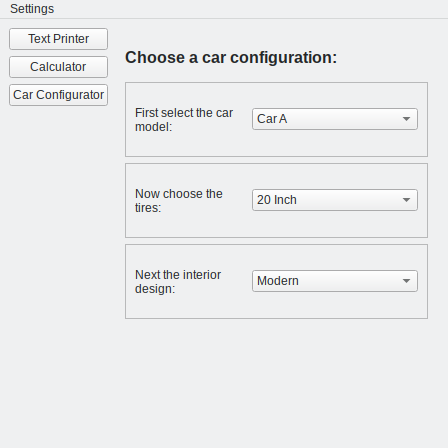 Settings
Text Printer
Calculator
Car Configurator
Choose a car configuration:
First select the car
model:
Car A
Now choose the
tires:
20 Inch
Next the interior
design:
Modern